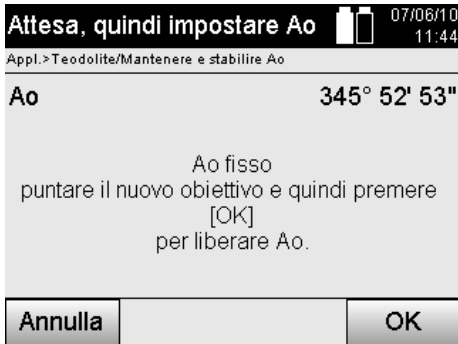 Attesa, quindi impostare Ao
07/06/10
11:44
Appl.>Teodolite/Mantenere e stabilire Ao
Ao 345° 52' 53"
Ao fisso
puntare il nuovo obiettivo e quindi premere
[OK]
per liberare Ao.
Annulla OK